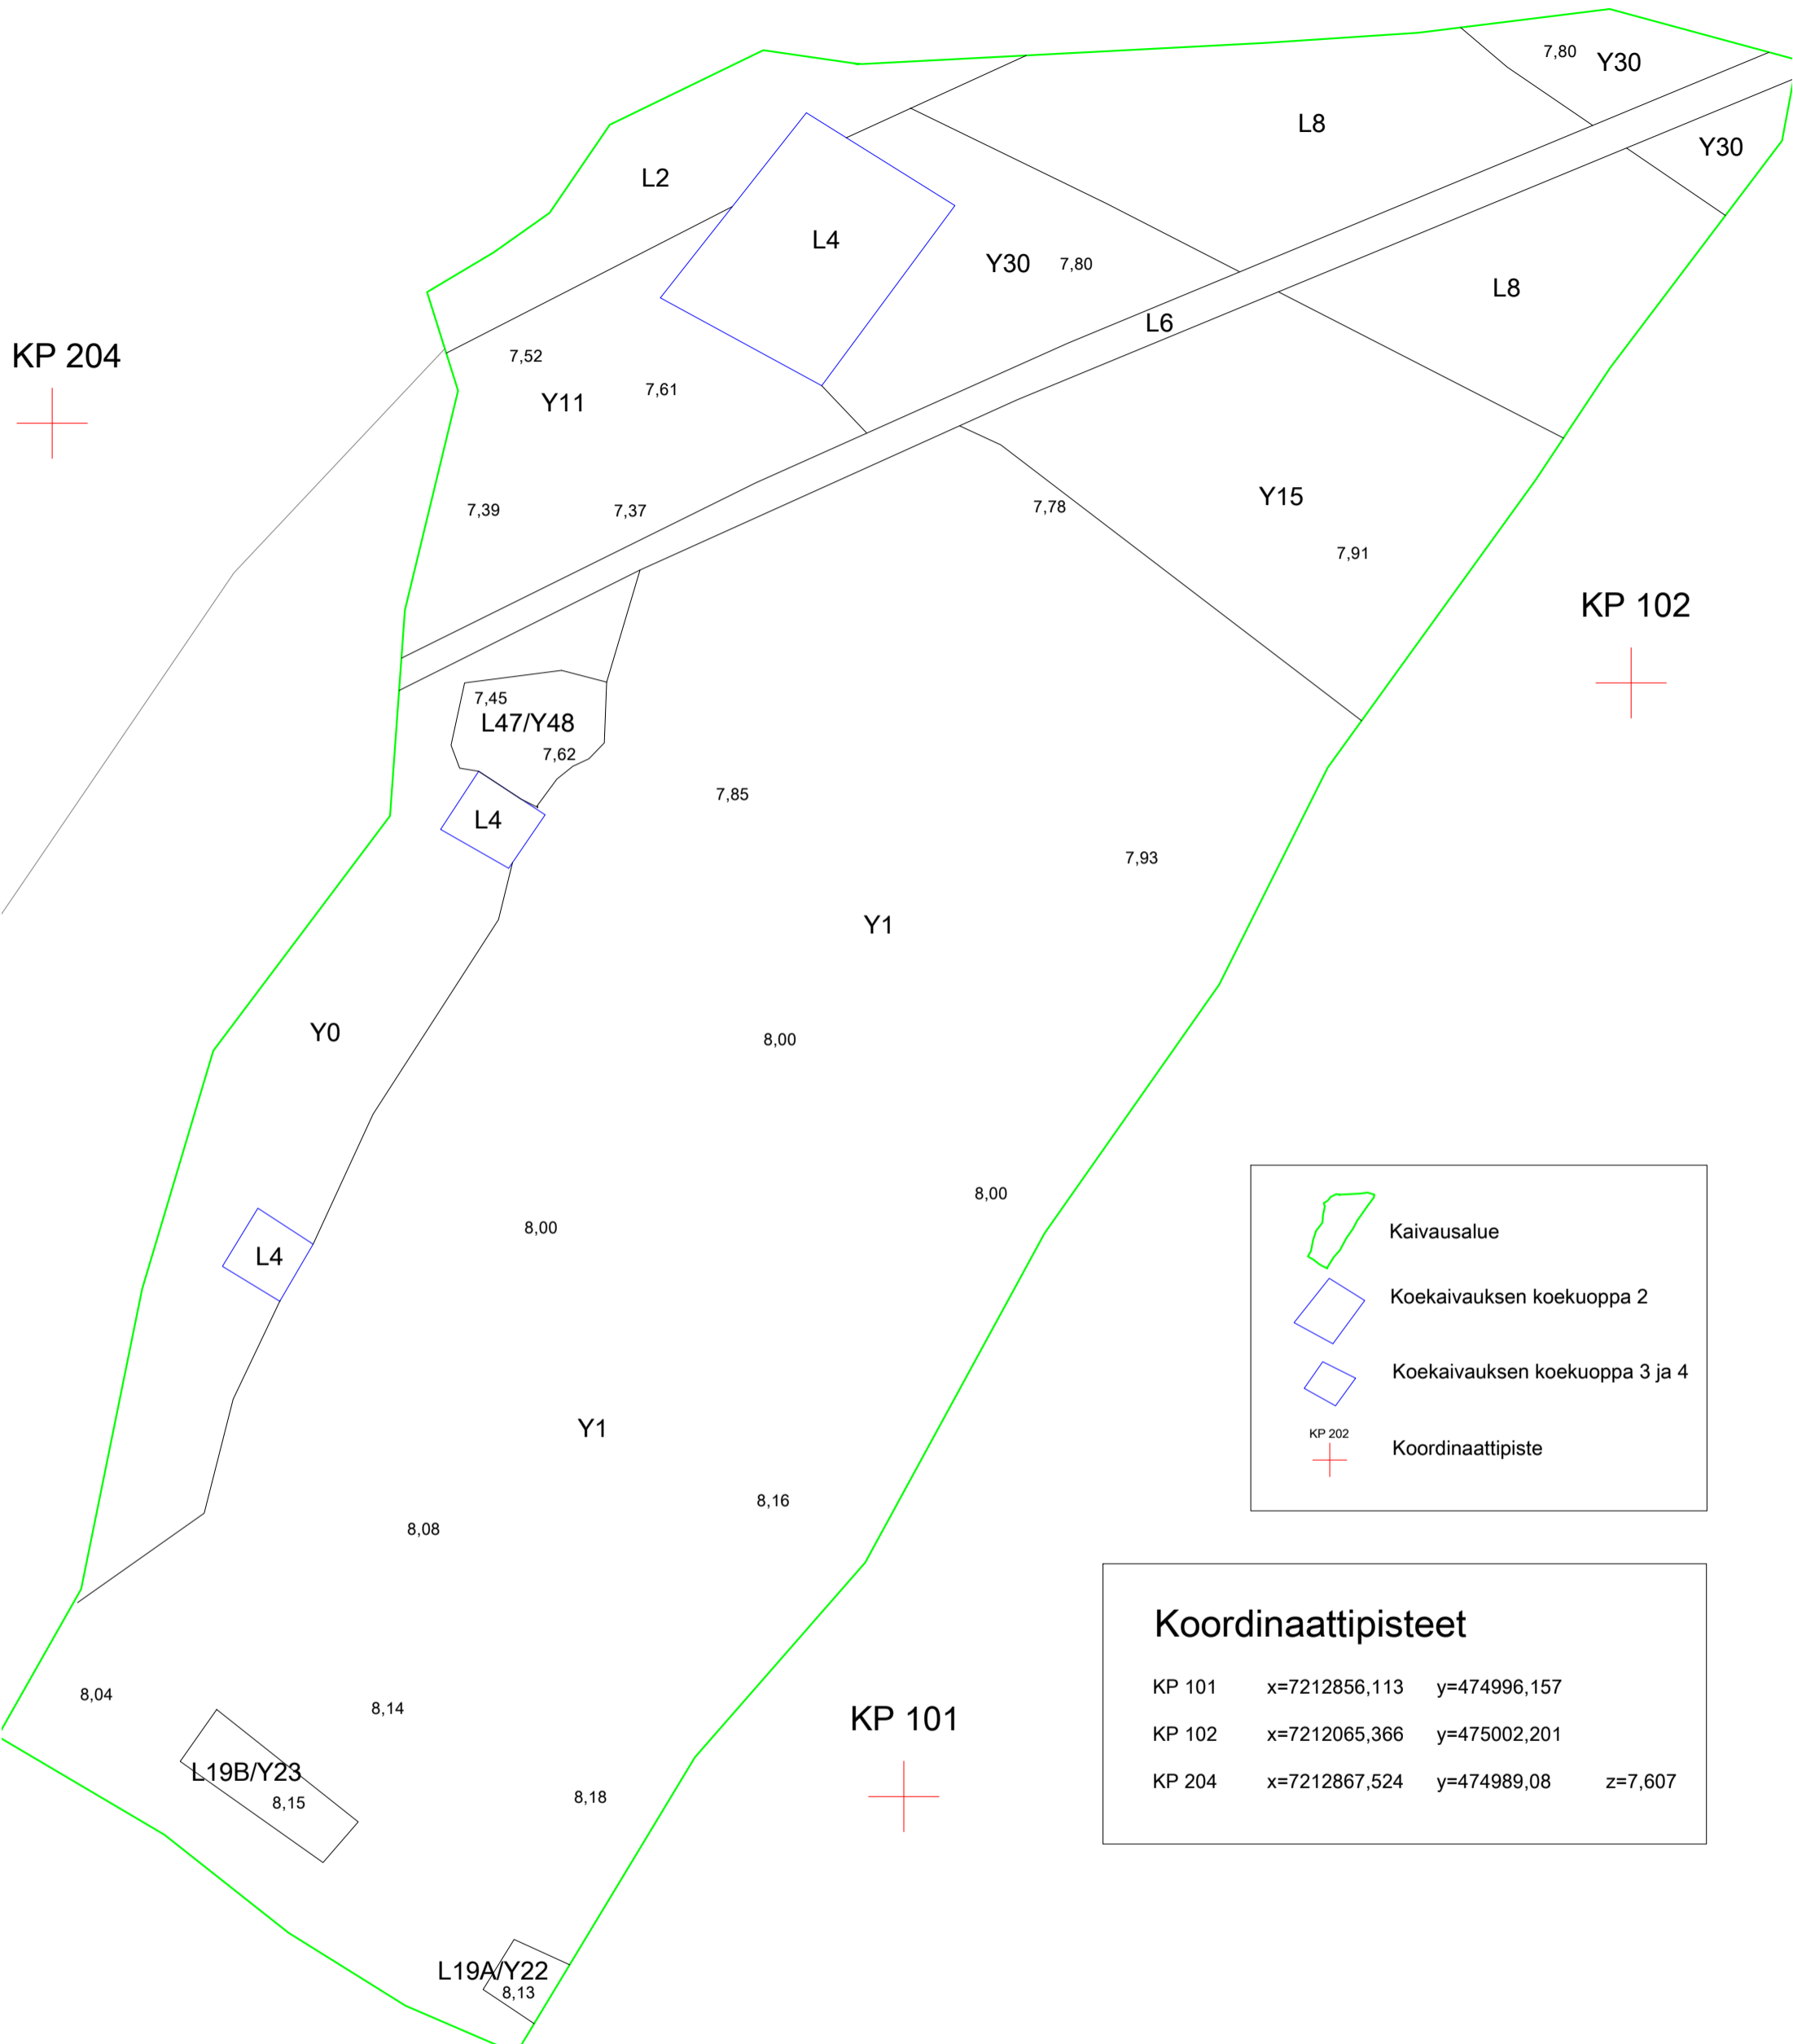 7,80 Y30
L8
Y30
L2
L4
Y30 7,80
L8
L6
KP 204
7,52
7,61
Y11
Y15
7,39 7,37 7,78
7,91
KP 102
7,45
L47/Y48
7,62
7,85
L4
7,93
Y1
Y0
8,00
8,00
8,00
L4
Kaivausalue
Koekaivauksen koekuoppa 2
Koekaivauksen koekuoppa 3 ja 4
KP 202
Koordinaattipiste
Y1
8,16
8,08
Koordinaattipisteet
KP 101 x=7212856,113 y=474996,157
KP 102 x=7212065,366 y=475002,201
KP 204 x=7212867,524 y=474989,08 z=7,607
8,04
8,14
KP 101
L19B/Y23
8,15
8,18
L19A/Y22
8,13